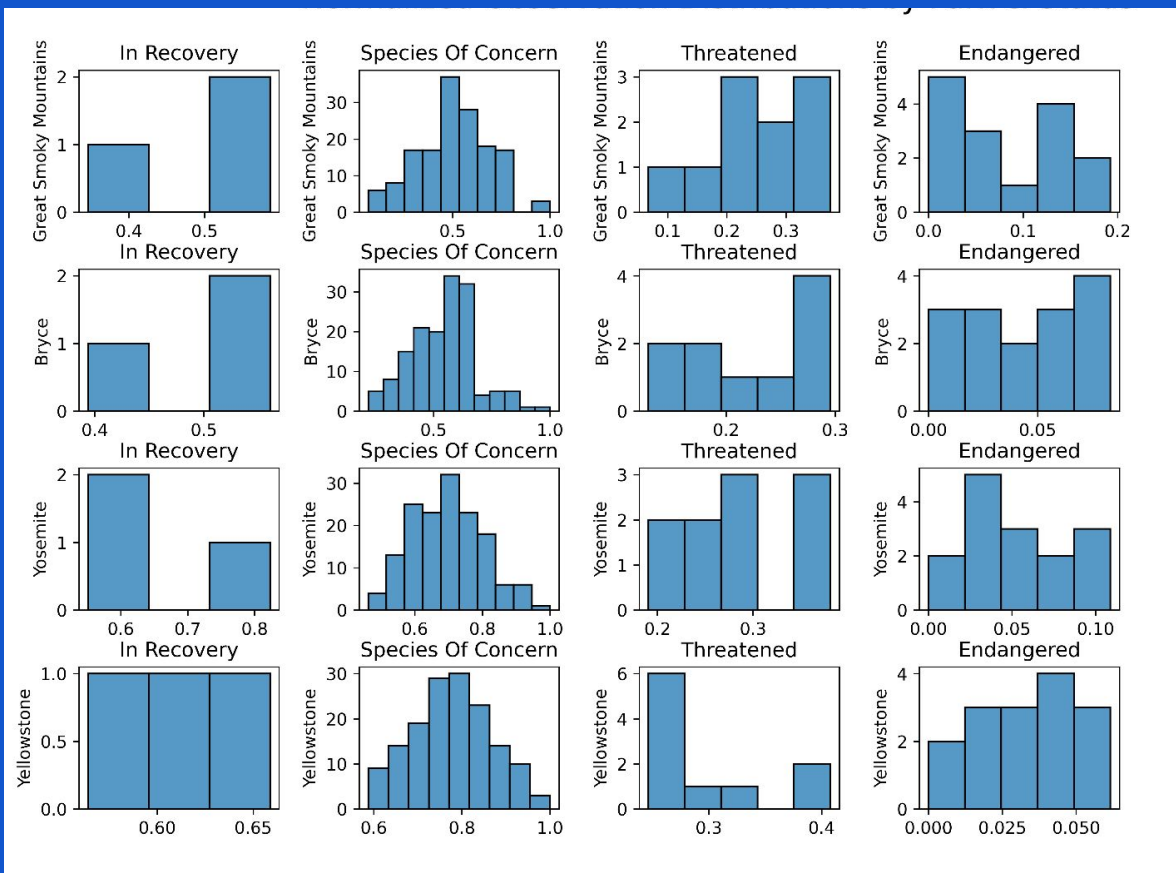 In Recovery
Species Of Concern
Threatened
Endangered
Great Smoky Mountains
2
1
0
0.4 0.5
Great Smoky Mountains
30
20
10
0
0.5 1.0
Great Smoky Mountains
3
2
1
0
0.1 0.2 0.3
Great Smoky Mountains
4
2
0
0.0 0.1 0.2
In Recovery
Species Of Concern
Threatened
Endangered
Bryce
2
1
0
0.4 0.5
Bryce
30
20
10
0
0.5 1.0
Bryce
4
2
0
0.2 0.3
Bryce
4
2
0
0.00 0.05
In Recovery
Species Of Concern
Threatened
Endangered
Yosemite
2
1
0
0.6 0.7 0.8
Yosemite
30
20
10
0
0.6 0.8 1.0
Yosemite
3
2
1
0
0.2 0.3
Yosemite
4
2
0
0.00 0.05 0.10
In Recovery
Species Of Concern
Threatened
Endangered
Yellowstone
1.0
0.5
0.0
0.60 0.65
Yellowstone
30
20
10
0
0.6 0.8 1.0
Yellowstone
6
4
2
0
0.3 0.4
Yellowstone
4
2
0
0.000 0.025 0.050